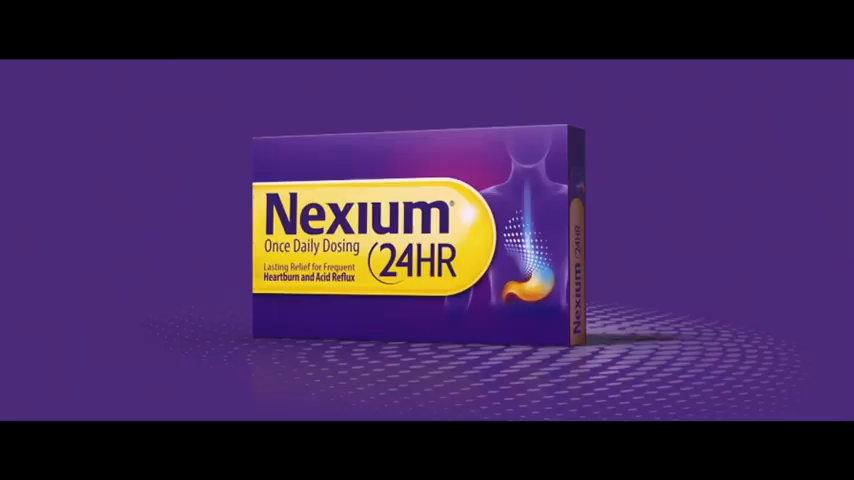 Nexium®
Once Daily Dosing
24HR
Lasting Relief for Frequent
Heartburn and Acid Reflux
Nexium 24HR